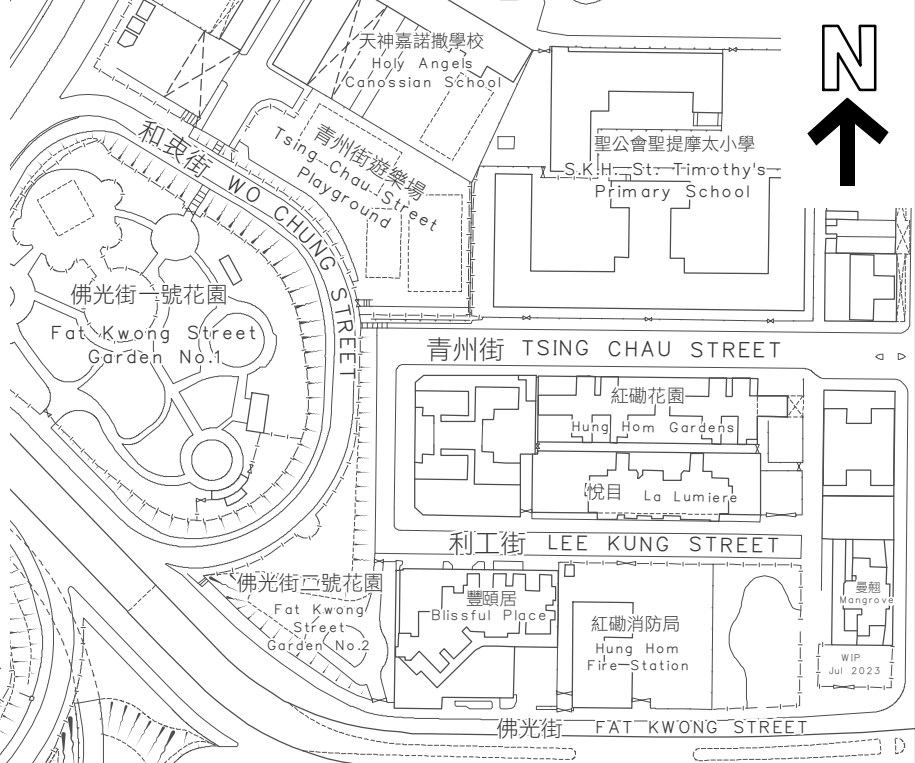 N
天神嘉諾撒學校
Holy Angels
Canossian School
聖公會聖提摩太小學
S.K.H. St. Timothy's
Primary School
青州街遊樂場
Tsing Chau Street
Playground
和衷街 WO CHUNG STREET
佛光街一號花園
Fat Kwong Street
Garden No.1
青州街 TSING CHAU STREET
紅磡花園
Hung Hom Gardens
悅目 La Lumiere
利工街 LEE KUNG STREET
佛光街二號花園
Fat Kwong
Street
Garden No.2
豐頤居
Blissful Place
紅磡消防局
Hung Hom
Fire Station
曼翹
Mangrove
WIP
Jul 2023
佛光街 FAT KWONG STREET